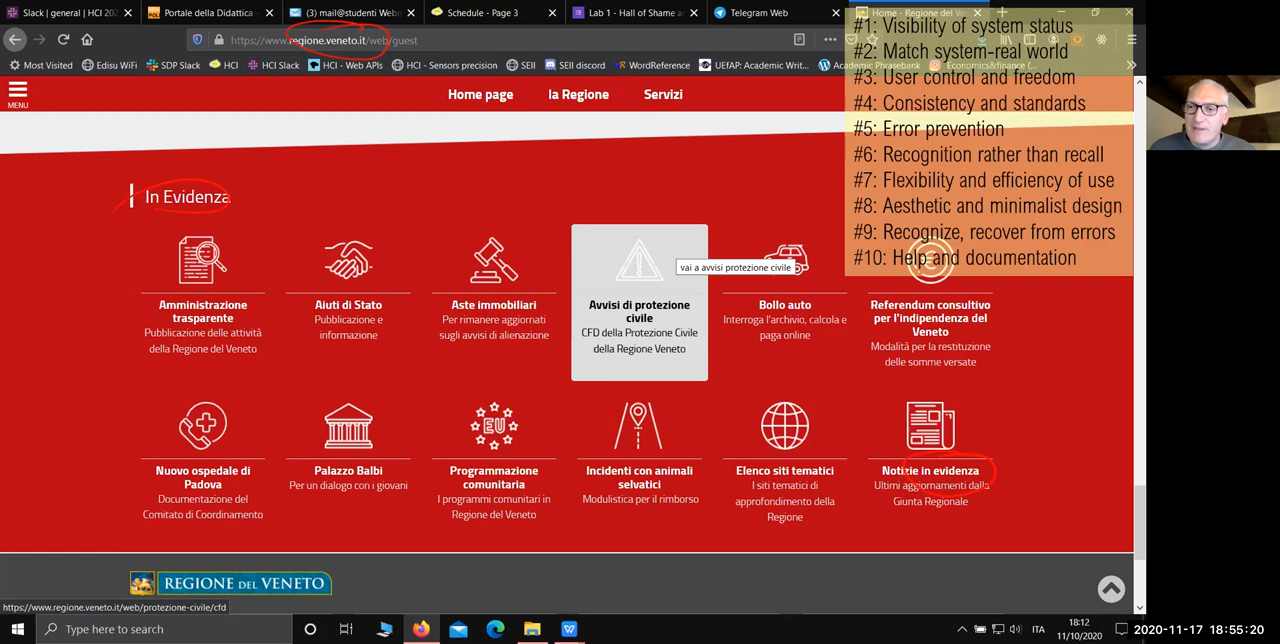 Slack | general | HCI 202
Portale della Didattica -
(3) mail@studenti Webm
Schedule - Page 3
Lab 1 - Hall of Shame an
Telegram Web
Home - Regione del V
https://www.regione.veneto.it/web/guest
Most Visited
Edisu WiFi
SDP Slack
HCI
HCI Slack
HCI - Web APIs
HCI - Sensors precision
SEII
SEII discord
WordReference
UEfAP: Academic Writ...
Academic Phrasebank
Economics&finance (...
#1: Visibility of system status
#2: Match system-real world
#3: User control and freedom
#4: Consistency and standards
#5: Error prevention
#6: Recognition rather than recall
#7: Flexibility and efficiency of use
#8: Aesthetic and minimalist design
#9: Recognize, recover from errors
#10: Help and documentation
MENU
Home page
la Regione
Servizi
In Evidenza
vai a avvisi protezione civile
Amministrazione
trasparente
Pubblicazione delle attività
della Regione del Veneto
Aiuti di Stato
Pubblicazione e
informazione
Aste immobiliari
Per rimanere aggiornati
sugli avvisi di alienazione
Avvisi di protezione
civile
CFD della Protezione Civile
della Regione Veneto
Bollo auto
Interroga l'archivio, calcola e
paga online
Referendum consultivo
per l'indipendenza del
Veneto
Modalità per la restituzione
delle somme versate
Nuovo ospedale di
Padova
Documentazione del
Comitato di Coordinamento
Palazzo Balbi
Per un dialogo con i giovani
EU
Programmazione
comunitaria
I programmi comunitari in
Regione del Veneto
Incidenti con animali
selvatici
Modulistica per il rimborso
Elenco siti tematici
I siti tematici di
approfondimento della
Regione
Notizie in evidenza
Ultimi aggiornamenti dalla
Giunta Regionale
REGIONE DEL VENETO
https://www.regione.veneto.it/web/protezione-civile/cfd
Type here to search
ITA
18:12
11/10/2020
2020-11-17 18:55:20